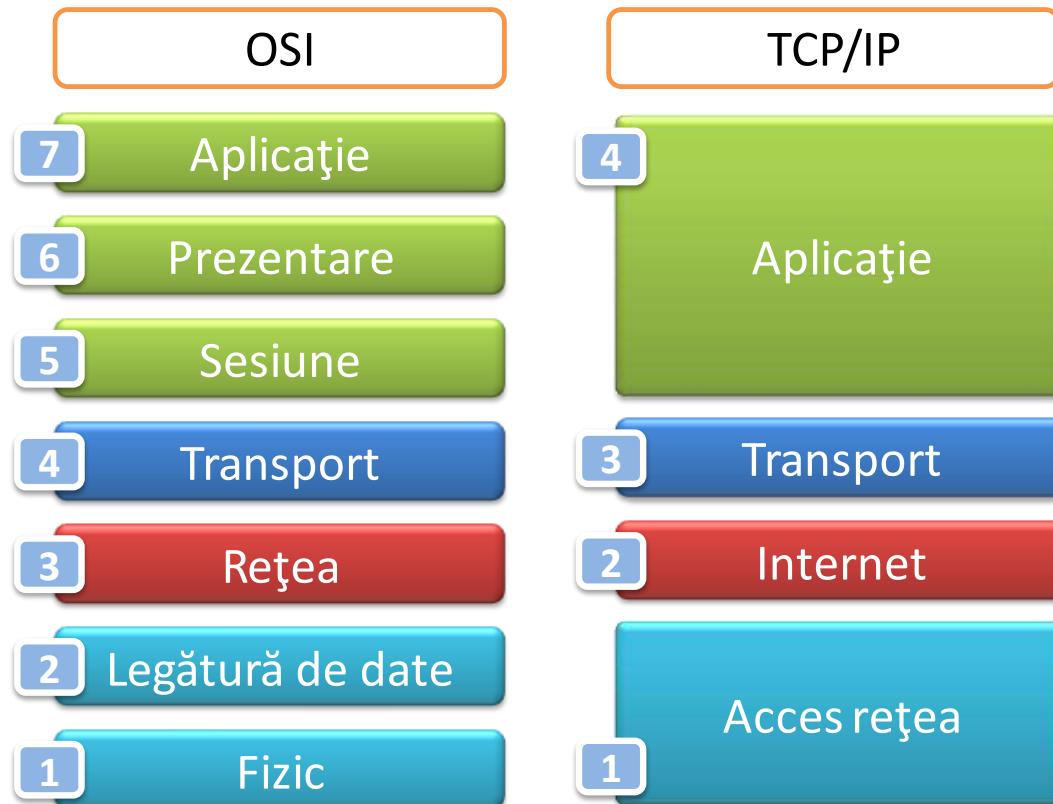 OSI
7
Aplicaţie
6
Prezentare
5
Sesiune
4
Transport
3
Reţea
2
Legătură de date
1
Fizic
TCP/IP
4
Aplicaţie
3
Transport
2
Internet
Acces reţea
1